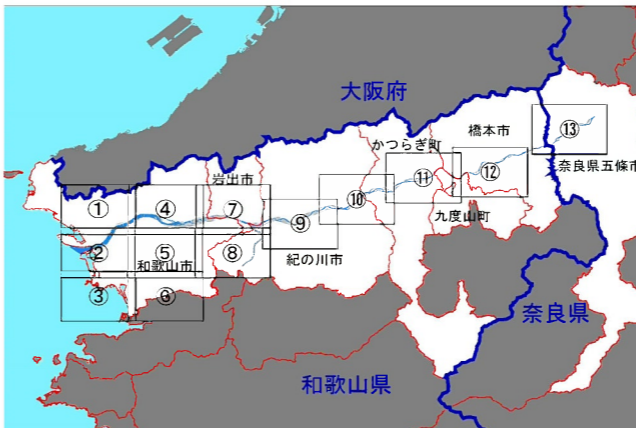 大阪府
橋本市
⑬
かつらぎ町
奈良県五條市
岩出市
⑪
⑫
⑩
①
④
⑦
⑨
九度山町
②
⑤
⑧
紀の川市
和歌山市
③
⑥
奈良県
和歌山県